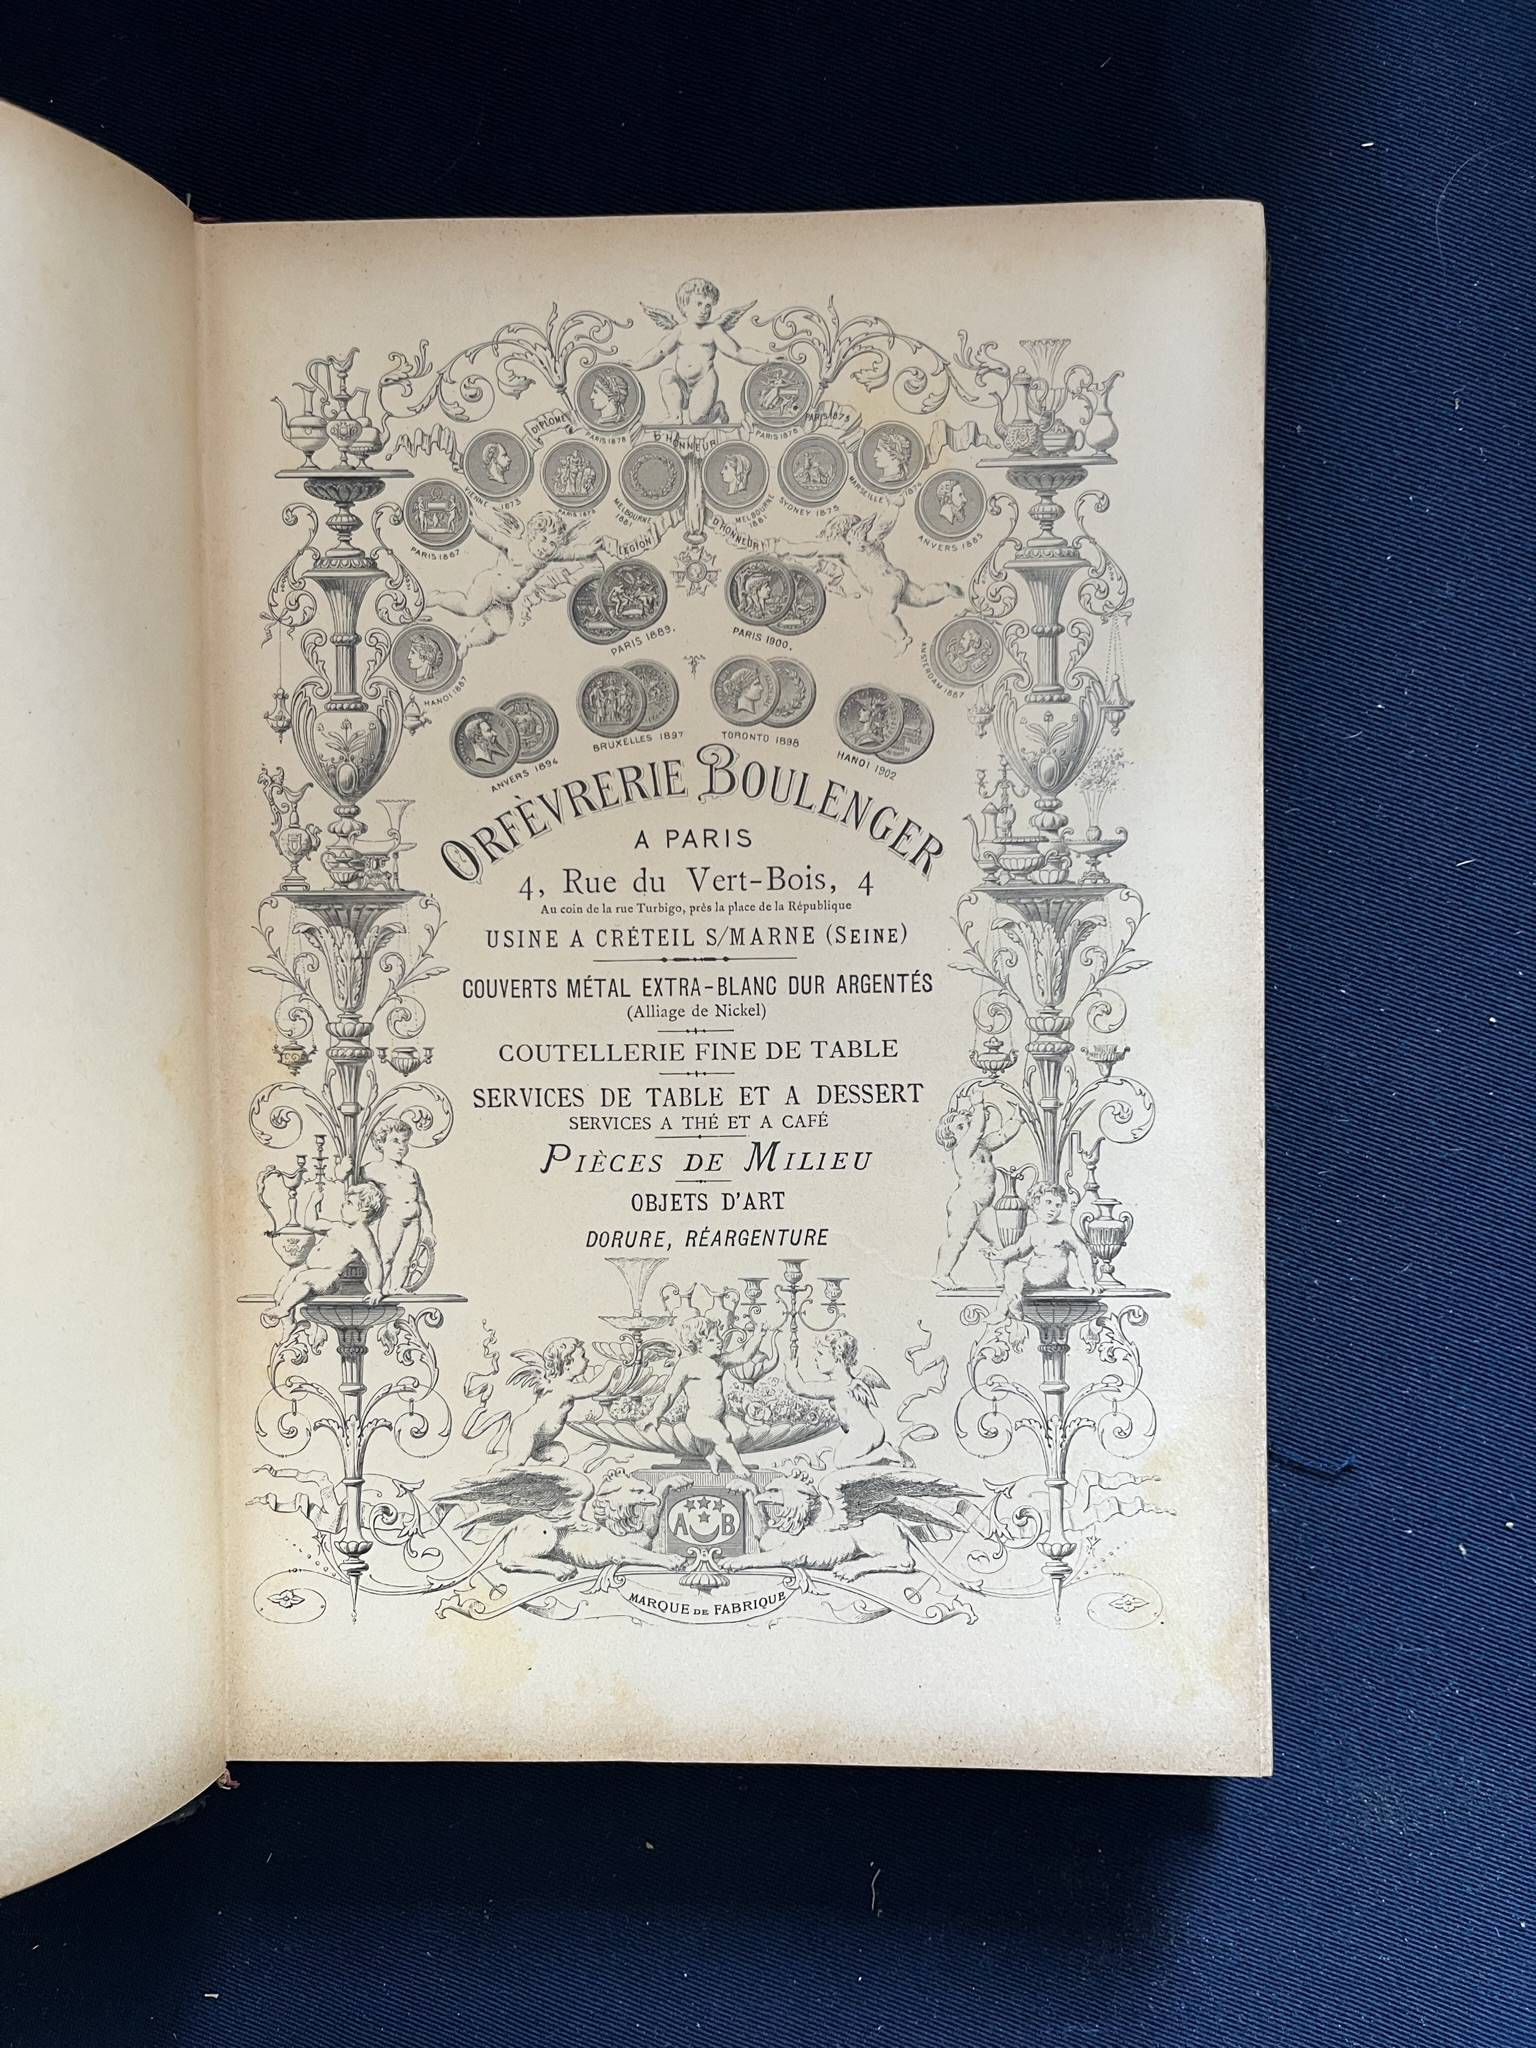 DIPLOME D'HONNEUR
PARIS 1878
PARIS 1878
PARIS 1875
VIENNE 1873
MELBOURNE 1881
MELBOURNE 1881
SYDNEY 1875
MARSEILLE 1874
PARIS 1867
LÉGION D'HONNEUR
ANVERS 1885
PARIS 1889.
PARIS 1900.
HANOI 1887
AMSTERDAM 1887
ANVERS 1894
BRUXELLES 1897
TORONTO 1898
HANOI 1902
ORFÈVRERIE BOULENGER
A PARIS
4, Rue du Vert-Bois, 4
Au coin de la rue Turbigo, près la place de la République
USINE A CRÉTEIL S/MARNE (SEINE)
COUVERTS MÉTAL EXTRA-BLANC DUR ARGENTÉS
(Alliage de Nickel)
COUTELLERIE FINE DE TABLE
SERVICES DE TABLE ET A DESSERT
SERVICES A THÉ ET A CAFÉ
PIÈCES DE MILIEU
OBJETS D'ART
DORURE, RÉARGENTURE
A B
MARQUE DE FABRIQUE